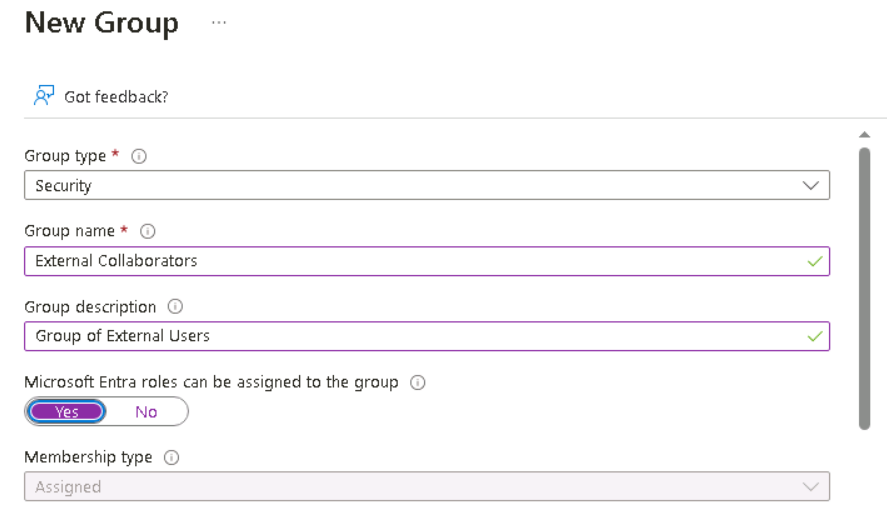 New Group ...
Got feedback?
Group type *
Security
Group name *
External Collaborators
Group description
Group of External Users
Microsoft Entra roles can be assigned to the group
Yes No
Membership type
Assigned